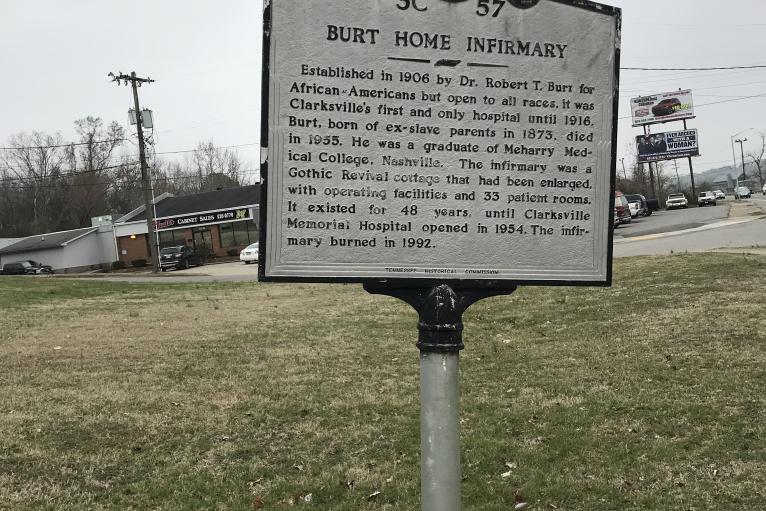 3C 57
BURT HOME INFIRMARY
Established in 1906 by Dr. Robert T. Burt for
African-Americans but open to all races, it was
Clarksville's first and only hospital until 1916.
Burt, born of ex-slave parents in 1873, died
in 1955. He was a graduate of Meharry Med-
ical College, Nashville. The infirmary was a
Gothic Revival cottage that had been enlarged,
with operating facilities and 33 patient rooms.
It existed for 48 years, until Clarksville
Memorial Hospital opened in 1954. The infir-
mary burned in 1992.
TENNESSEE HISTORICAL COMMISSION
CABINET SALES
WOMAN?